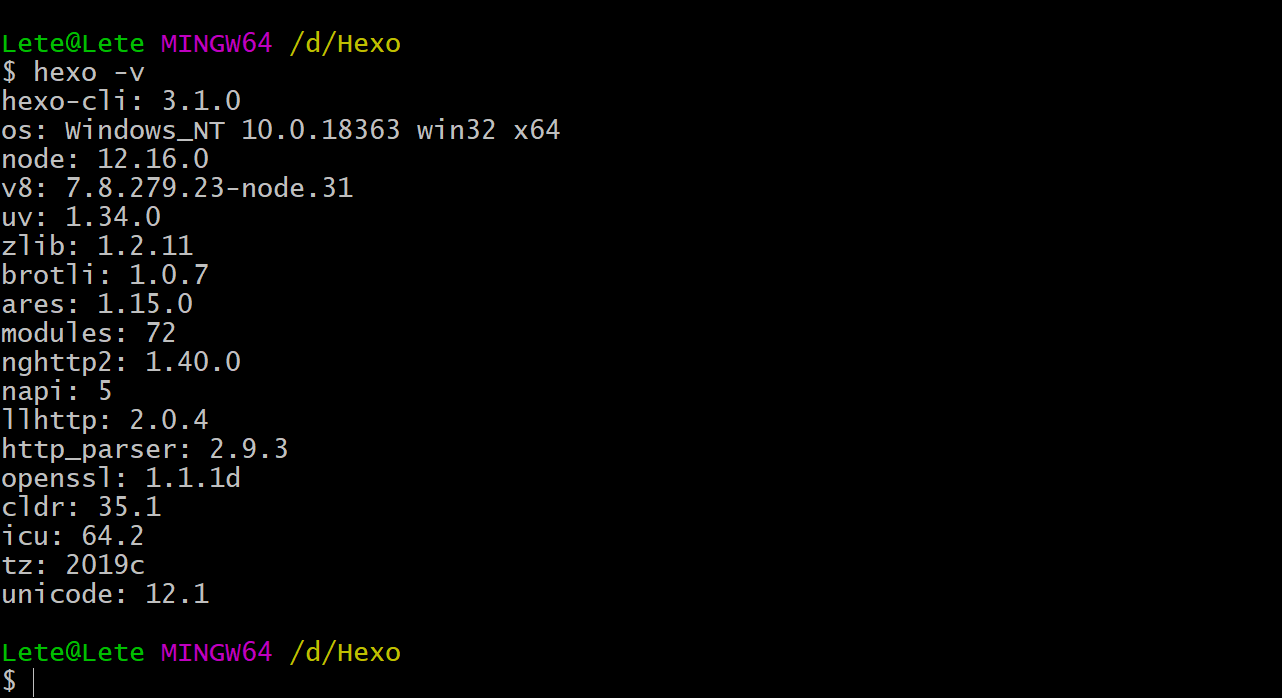 Lete@Lete MINGW64 /d/Hexo
$ hexo -v
hexo-cli: 3.1.0
os: Windows_NT 10.0.18363 win32 x64
node: 12.16.0
v8: 7.8.279.23-node.31
uv: 1.34.0
zlib: 1.2.11
brotli: 1.0.7
ares: 1.15.0
modules: 72
nghttp2: 1.40.0
napi: 5
llhttp: 2.0.4
http_parser: 2.9.3
openssl: 1.1.1d
cldr: 35.1
icu: 64.2
tz: 2019c
unicode: 12.1
Lete@Lete MINGW64 /d/Hexo
$